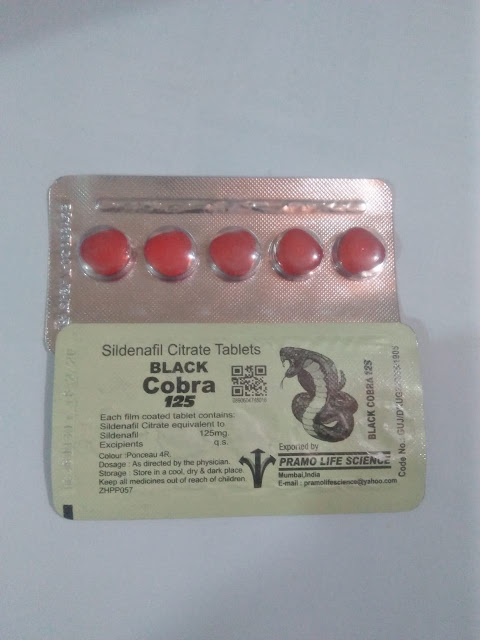 Sildenafil Citrate Tablets
BLACK
Cobra
125
Each film coated tablet contains:
Sildenafil Citrate equivalent to
Sildenafil 125mg.
Excipients q.s.
Colour :Ponceau 4R.
Dosage : As directed by the physician.
Storage : Store in a cool, dry & dark place.
Keep all medicines out of reach of children.
ZHPP057
Exported by
PRAMO LIFE SCIENCE
Mumbai,India
E-mail : pramolifescience@yahoo.com
BLACK COBRA 125
Code No.